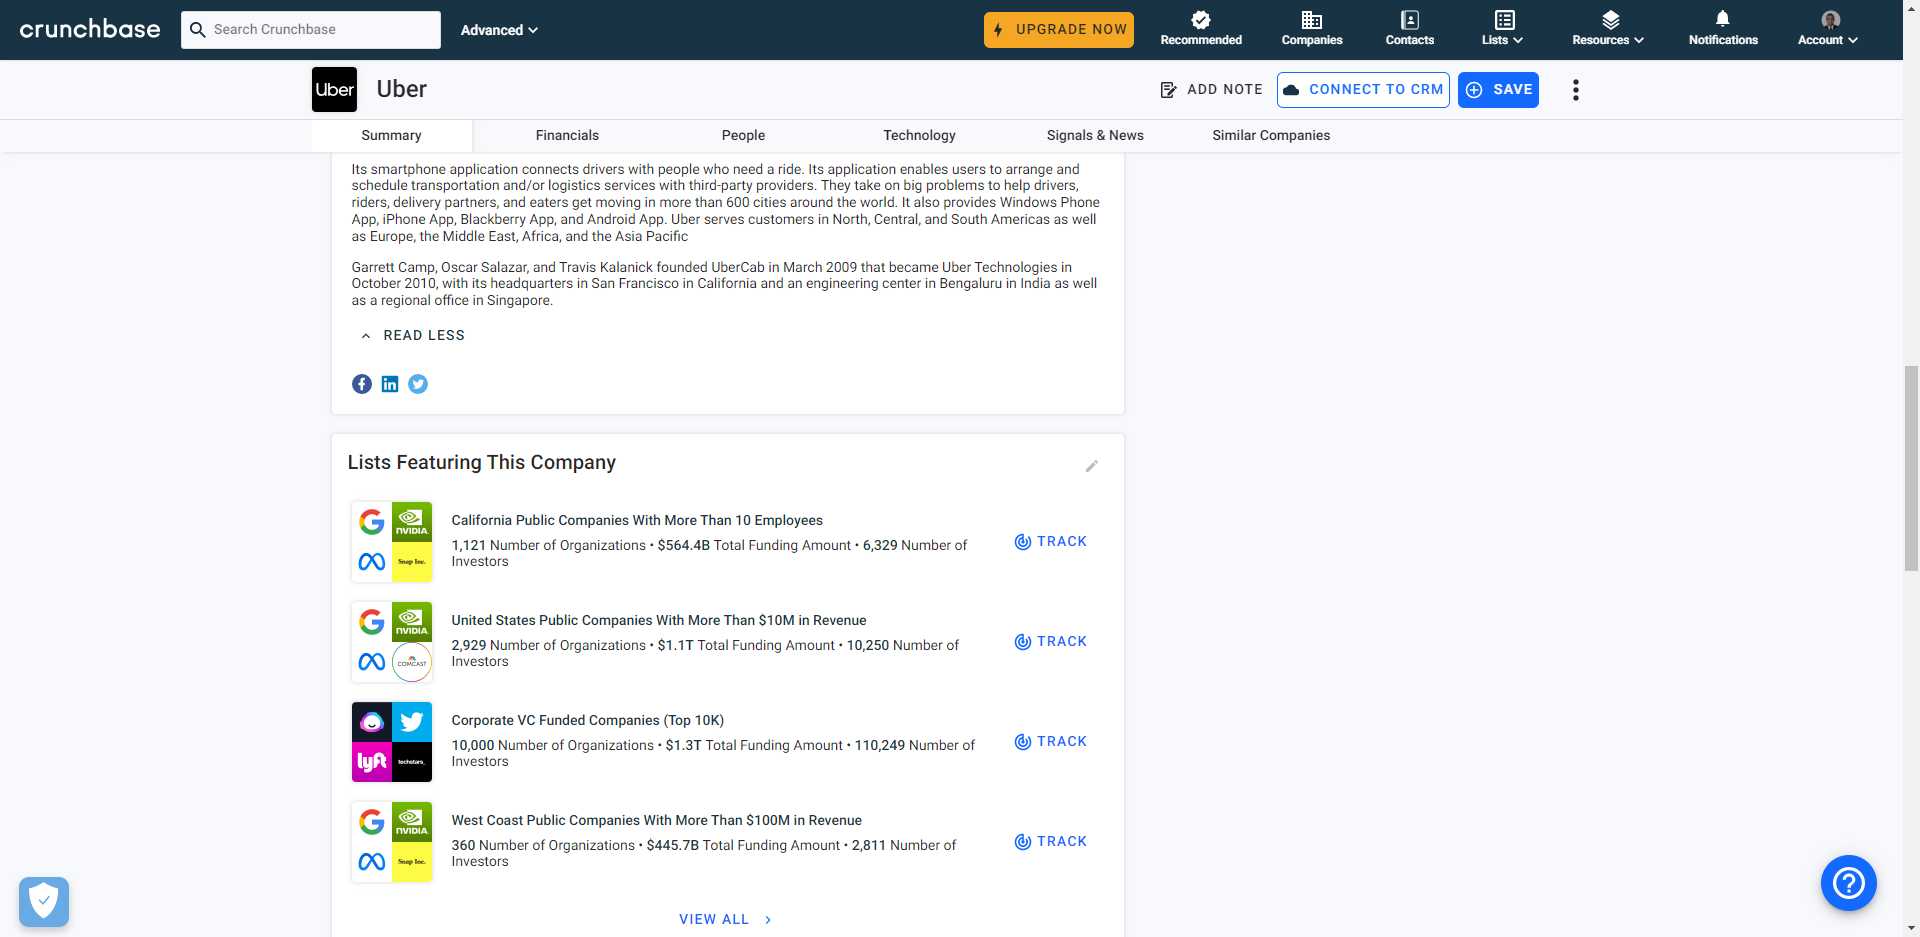 crunchbase
Search Crunchbase
Advanced
UPGRADE NOW
Recommended
Companies
Contacts
Lists
Resources
Notifications
Account
Uber
Uber
ADD NOTE
CONNECT TO CRM
SAVE
Summary
Financials
People
Technology
Signals & News
Similar Companies
Its smartphone application connects drivers with people who need a ride. Its application enables users to arrange and
schedule transportation and/or logistics services with third-party providers. They take on big problems to help drivers,
riders, delivery partners, and eaters get moving in more than 600 cities around the world. It also provides Windows Phone
App, iPhone App, Blackberry App, and Android App. Uber serves customers in North, Central, and South Americas as well
as Europe, the Middle East, Africa, and the Asia Pacific
Garrett Camp, Oscar Salazar, and Travis Kalanick founded UberCab in March 2009 that became Uber Technologies in
October 2010, with its headquarters in San Francisco in California and an engineering center in Bengaluru in India as well
as a regional office in Singapore.
READ LESS
Lists Featuring This Company
NVIDIA
Snap Inc.
California Public Companies With More Than 10 Employees
1,121 Number of Organizations • $564.4B Total Funding Amount • 6,329 Number of
Investors
TRACK
NVIDIA
COMCAST
United States Public Companies With More Than $10M in Revenue
2,929 Number of Organizations • $1.1T Total Funding Amount • 10,250 Number of
Investors
TRACK
lyft
techstars_
Corporate VC Funded Companies (Top 10K)
10,000 Number of Organizations • $1.3T Total Funding Amount • 110,249 Number of
Investors
TRACK
NVIDIA
Snap Inc.
West Coast Public Companies With More Than $100M in Revenue
360 Number of Organizations • $445.7B Total Funding Amount • 2,811 Number of
Investors
TRACK
VIEW ALL